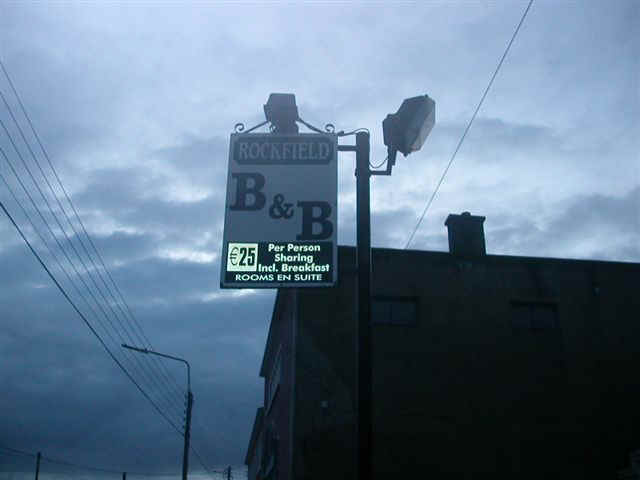 ROCKFIELD
B & B
€25 Per Person
Sharing
Incl. Breakfast
ROOMS EN SUITE